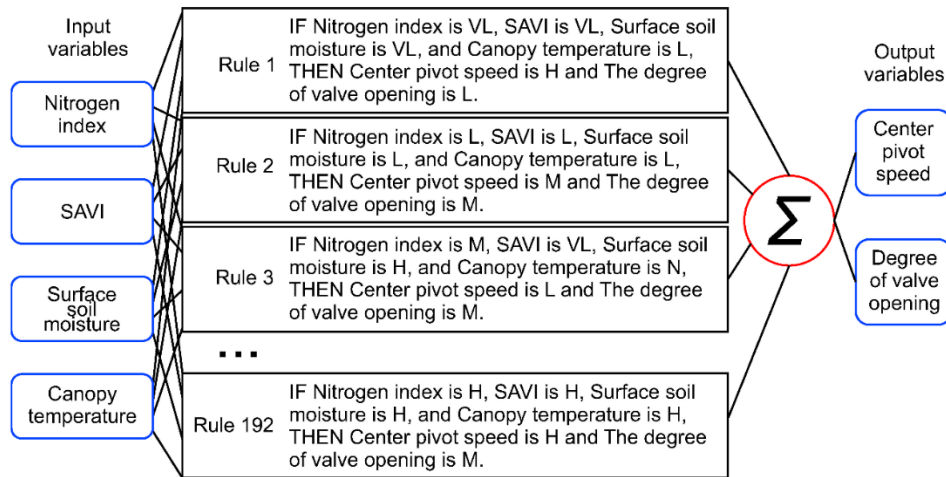 Input
variables
Nitrogen
index
SAVI
Surface
soil
moisture
Canopy
temperature
Rule 1
IF Nitrogen index is VL, SAVI is VL, Surface soil
moisture is VL, and Canopy temperature is L,
THEN Center pivot speed is H and The degree
of valve opening is L.
Rule 2
IF Nitrogen index is L, SAVI is L, Surface soil
moisture is L, and Canopy temperature is L,
THEN Center pivot speed is M and The degree
of valve opening is M.
Rule 3
IF Nitrogen index is M, SAVI is VL, Surface soil
moisture is H, and Canopy temperature is N,
THEN Center pivot speed is L and The degree
of valve opening is M.
...
Rule 192
IF Nitrogen index is H, SAVI is H, Surface soil
moisture is H, and Canopy temperature is H,
THEN Center pivot speed is H and The degree
of valve opening is M.
Σ
Output
variables
Center
pivot
speed
Degree
of valve
opening